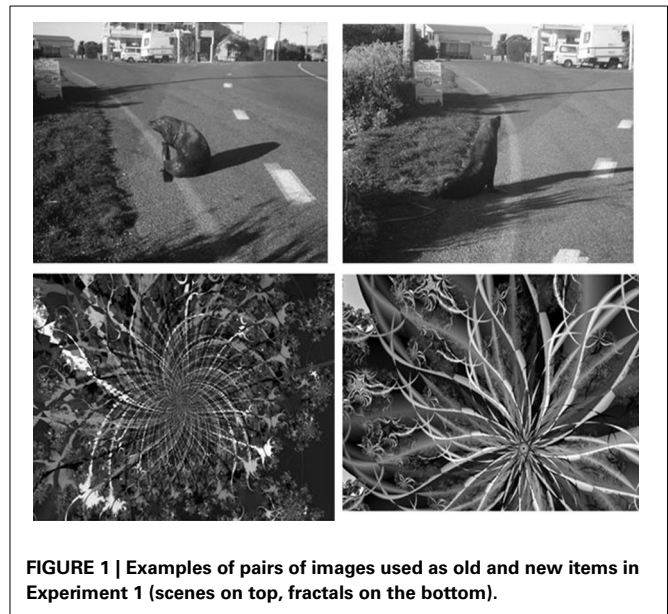 FIGURE 1 | Examples of pairs of images used as old and new items in
Experiment 1 (scenes on top, fractals on the bottom).